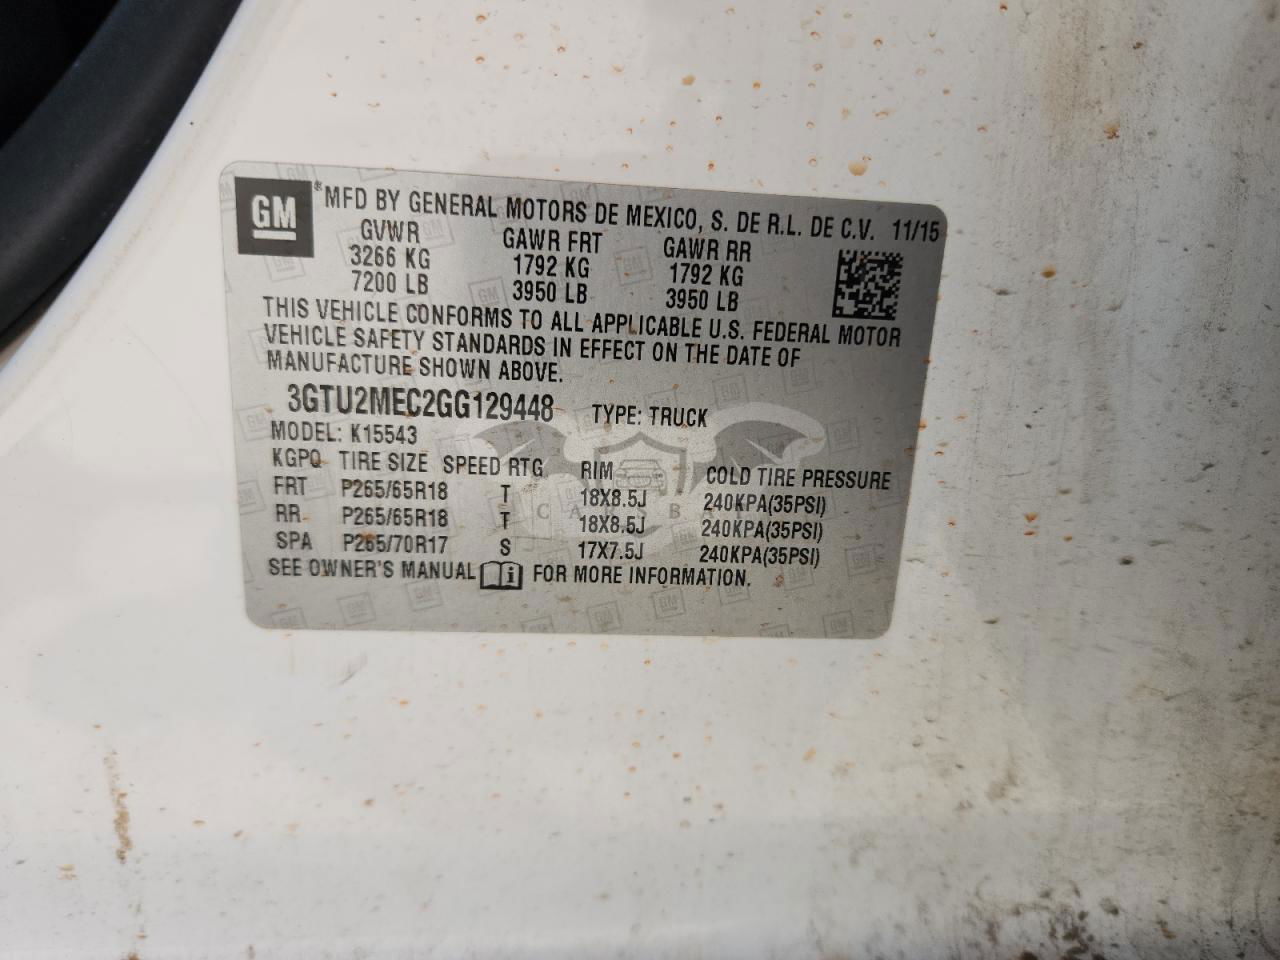 GM ® MFD BY GENERAL MOTORS DE MEXICO, S. DE R.L. DE C.V. 11/15
GVWR GAWR FRT GAWR RR
3266 KG 1792 KG 1792 KG
7200 LB 3950 LB 3950 LB
THIS VEHICLE CONFORMS TO ALL APPLICABLE U.S. FEDERAL MOTOR
VEHICLE SAFETY STANDARDS IN EFFECT ON THE DATE OF
MANUFACTURE SHOWN ABOVE.
3GTU2MEC2GG129448 TYPE: TRUCK
MODEL: K15543
KGPQ TIRE SIZE SPEED RTG RIM COLD TIRE PRESSURE
FRT P265/65R18 T 18X8.5J 240KPA(35PSI)
RR P265/65R18 T 18X8.5J 240KPA(35PSI)
SPA P265/70R17 S 17X7.5J 240KPA(35PSI)
SEE OWNER'S MANUAL FOR MORE INFORMATION.